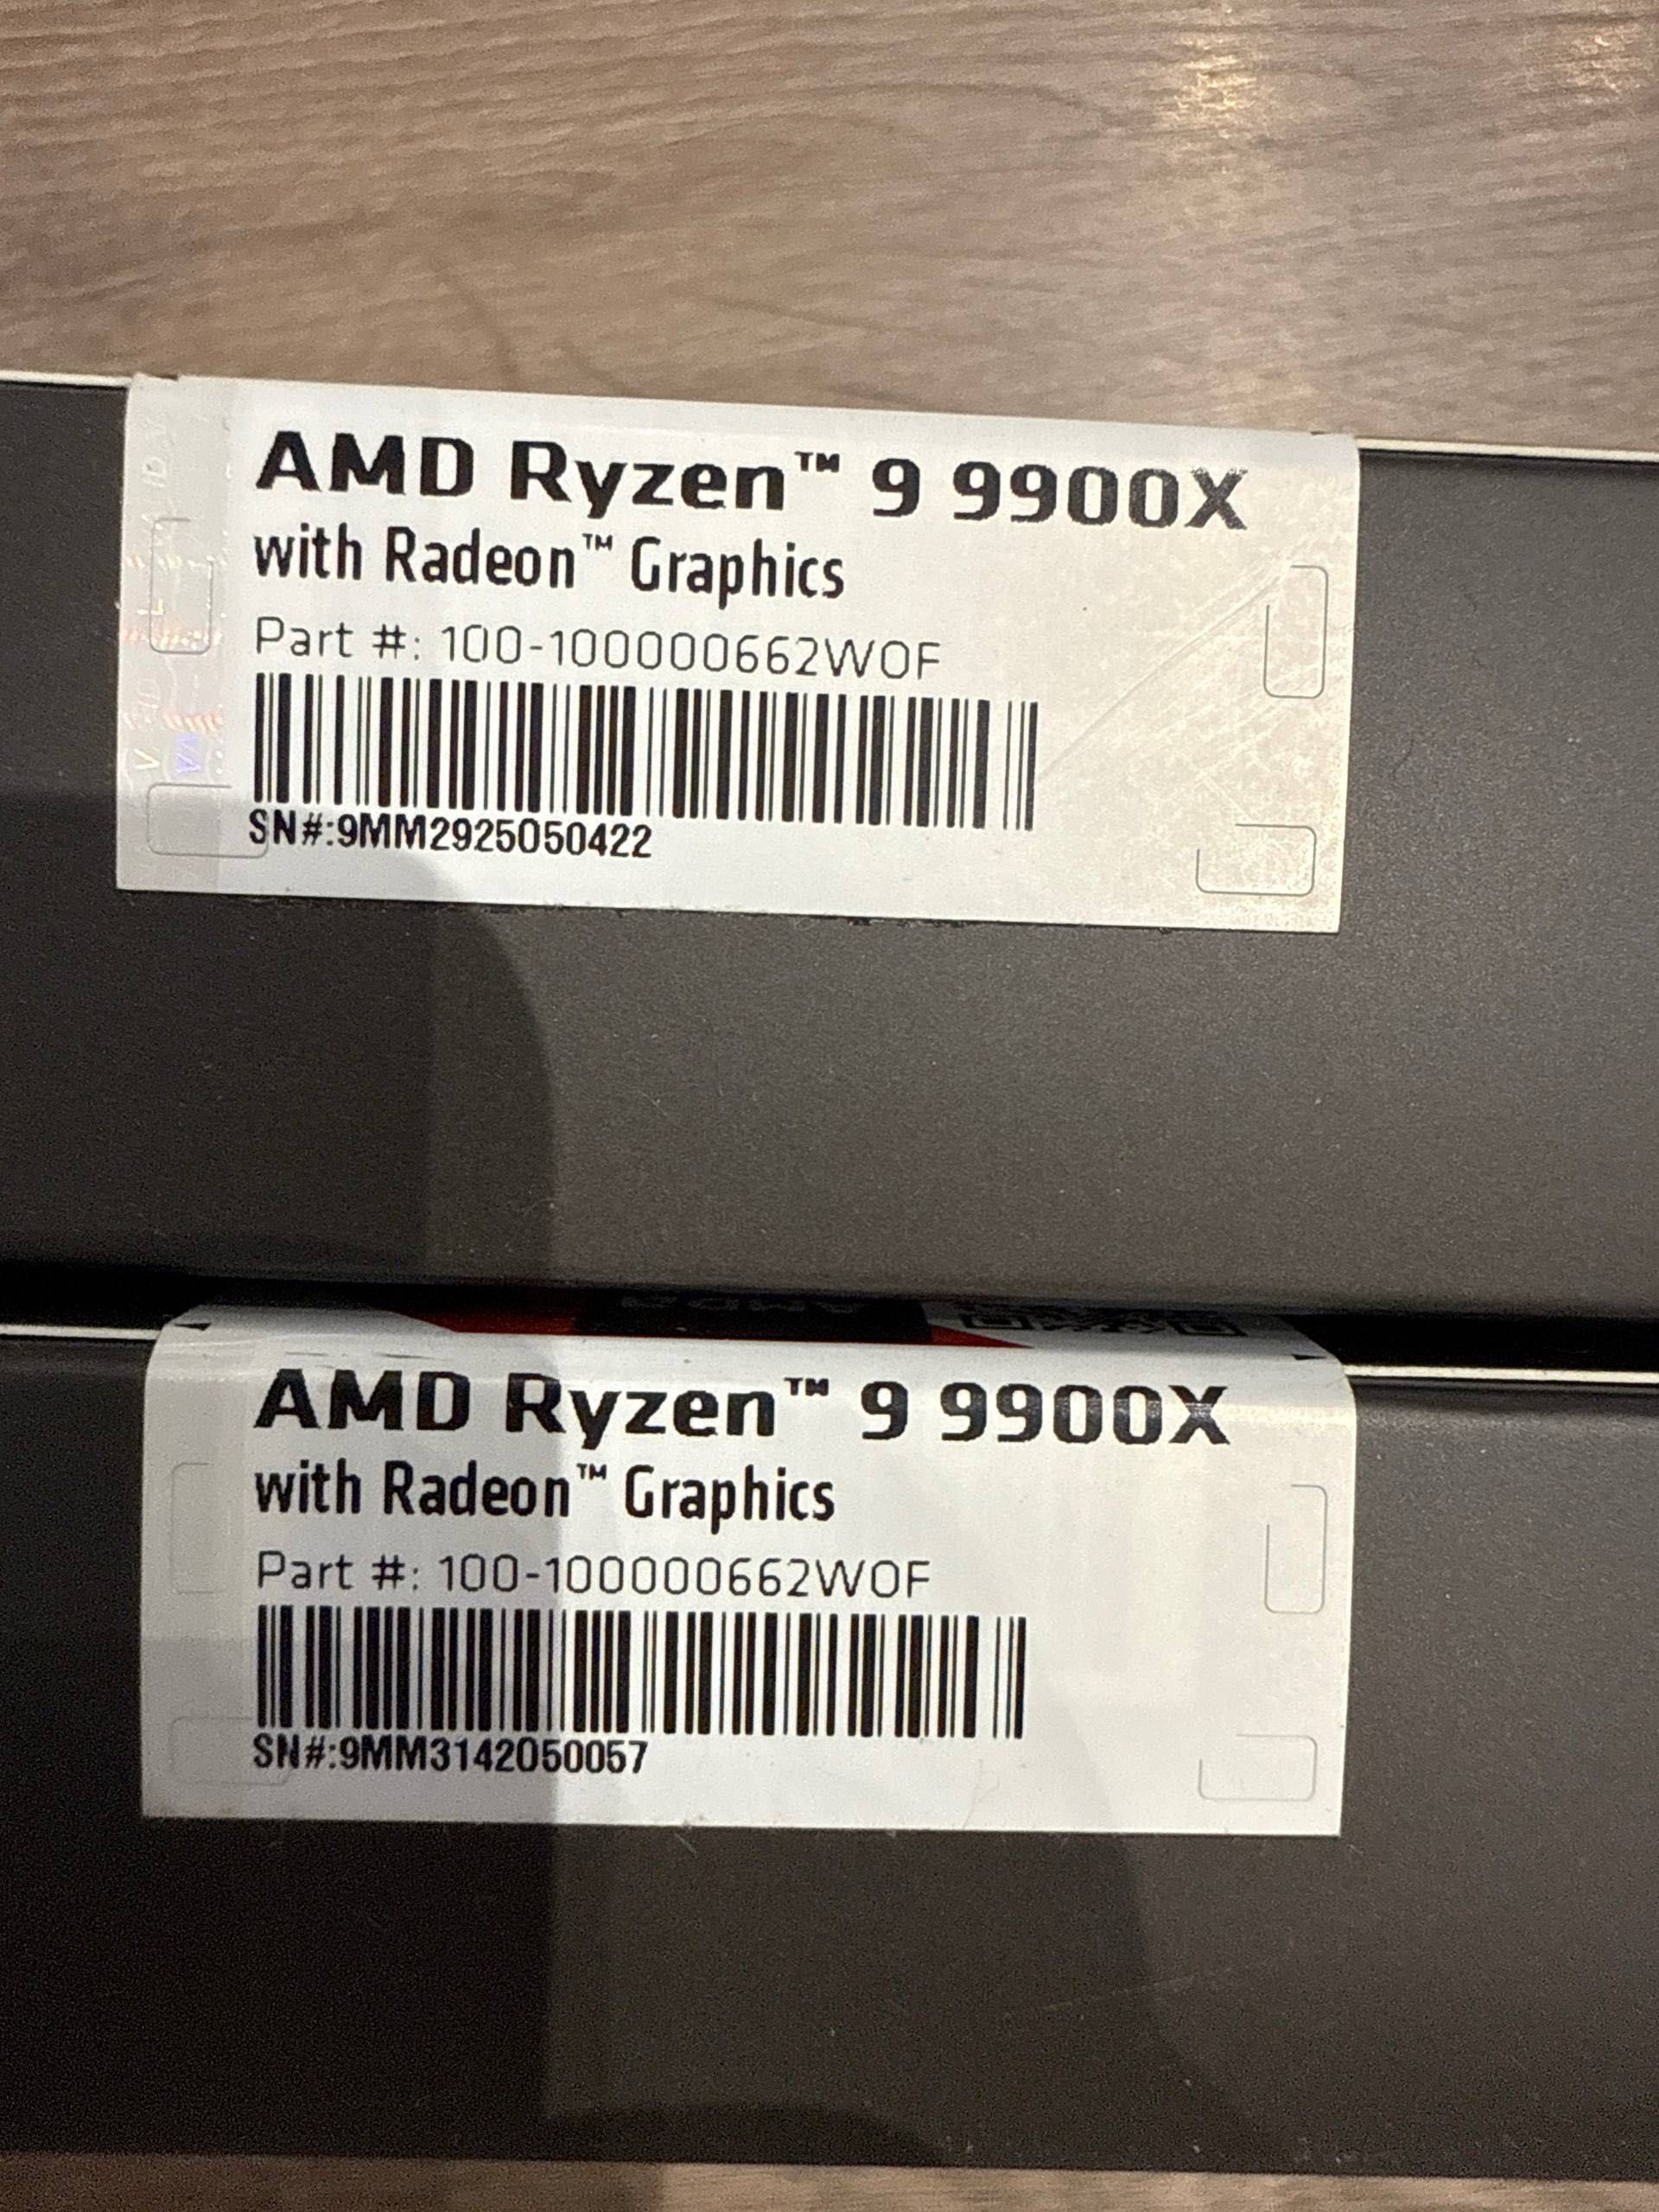 AMD Ryzen™ 9 9900X
with Radeon™ Graphics
Part #: 100-100000662WOF
SN#:9MM2925050422
AMD Ryzen™ 9 9900X
with Radeon™ Graphics
Part #: 100-100000662WOF
SN#:9MM3142050057